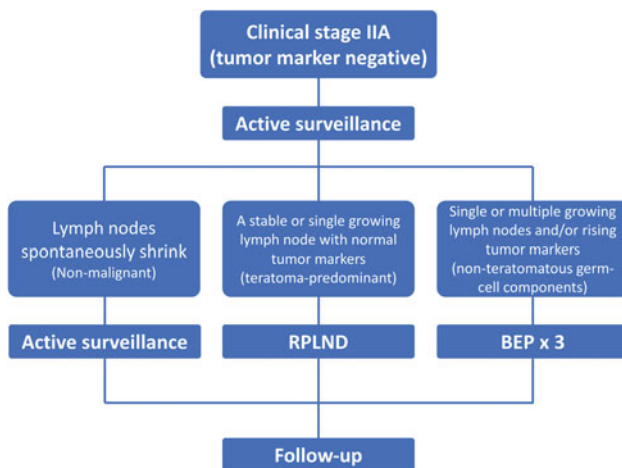 Clinical stage IIA
(tumor marker negative)
Active surveillance
Lymph nodes
spontaneously shrink
(Non-malignant)
A stable or single growing
lymph node with normal
tumor markers
(teratoma-predominant)
Single or multiple growing
lymph nodes and/or rising
tumor markers
(non-teratomatous germ-
cell components)
Active surveillance
RPLND
BEP x 3
Follow-up